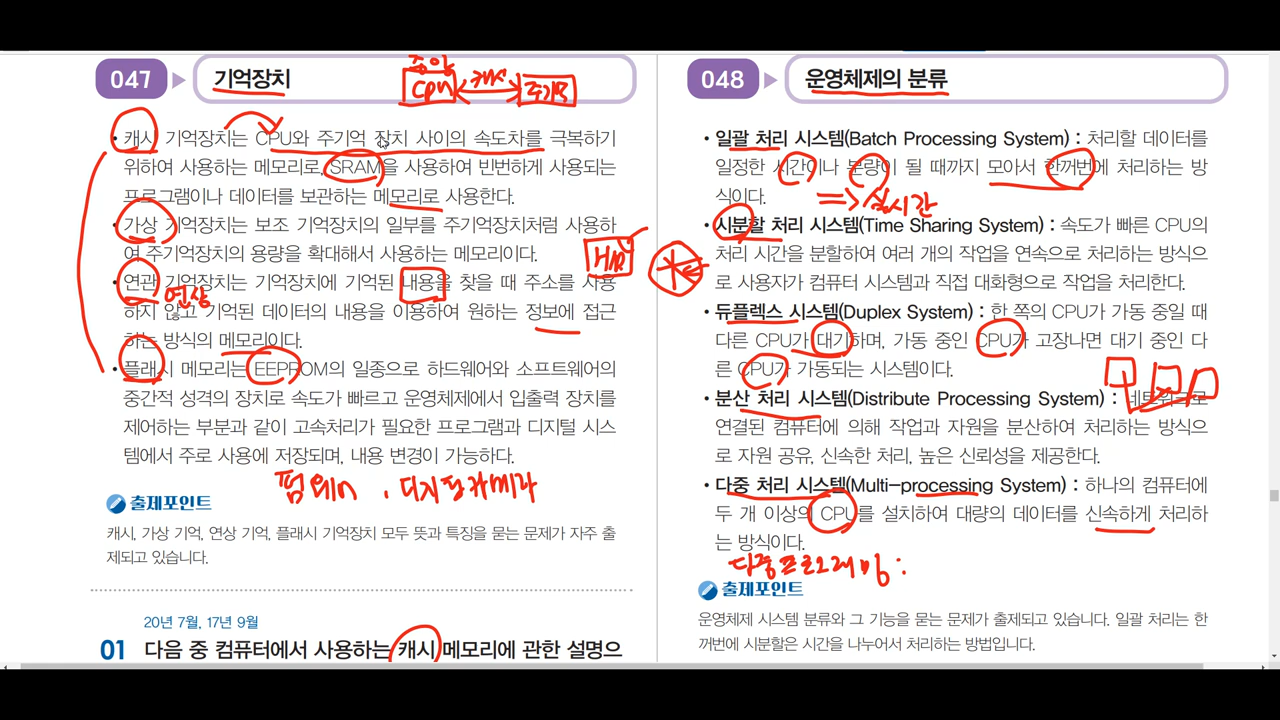 047 기억장치
중앙
CPU 캐시 주기억
• 캐시 기억장치는 CPU와 주기억 장치 사이의 속도차를 극복하기
위하여 사용하는 메모리로, SRAM을 사용하여 빈번하게 사용되는
프로그램이나 데이터를 보관하는 메모리로 사용한다.
• 가상 기억장치는 보조 기억장치의 일부를 주기억장치처럼 사용하
여 주기억장치의 용량을 확대해서 사용하는 메모리이다.
• 연관 기억장치는 기억장치에 기억된 내용을 찾을 때 주소를 사용
연상
하지 않고 기억된 데이터의 내용을 이용하여 원하는 정보에 접근
하는 방식의 메모리이다.
• 플래시 메모리는 EEPROM의 일종으로 하드웨어와 소프트웨어의
중간적 성격의 장치로 속도가 빠르고 운영체제에서 입출력 장치를
제어하는 부분과 같이 고속처리가 필요한 프로그램과 디지털 시스
템에서 주로 사용에 저장되며, 내용 변경이 가능하다.
펌웨어, 디지털카메라
출제포인트
캐시, 가상 기억, 연상 기억, 플래시 기억장치 모두 뜻과 특징을 묻는 문제가 자주 출
제되고 있습니다.
20년 7월, 17년 9월
01 다음 중 컴퓨터에서 사용하는 캐시 메모리에 관한 설명으
048 운영체제의 분류
• 일괄 처리 시스템(Batch Processing System) : 처리할 데이터를
일정한 시간이나 분량이 될 때까지 모아서 한꺼번에 처리하는 방
식이다.
=> 실시간
• 시분할 처리 시스템(Time Sharing System) : 속도가 빠른 CPU의
처리 시간을 분할하여 여러 개의 작업을 연속으로 처리하는 방식으
로 사용자가 컴퓨터 시스템과 직접 대화형으로 작업을 처리한다.
• 듀플렉스 시스템(Duplex System) : 한 쪽의 CPU가 가동 중일 때
다른 CPU가 대기하며, 가동 중인 CPU가 고장나면 대기 중인 다
른 CPU가 가동되는 시스템이다.
• 분산 처리 시스템(Distribute Processing System) : 네트워크로
연결된 컴퓨터에 의해 작업과 자원을 분산하여 처리하는 방식으
로 자원 공유, 신속한 처리, 높은 신뢰성을 제공한다.
• 다중 처리 시스템(Multi-processing System) : 하나의 컴퓨터에
두 개 이상의 CPU를 설치하여 대량의 데이터를 신속하게 처리하
는 방식이다.
다중프로그래밍 :
출제포인트
운영체제 시스템 분류와 그 기능을 묻는 문제가 출제되고 있습니다. 일괄 처리는 한
꺼번에 시분할은 시간을 나누어서 처리하는 방법입니다.